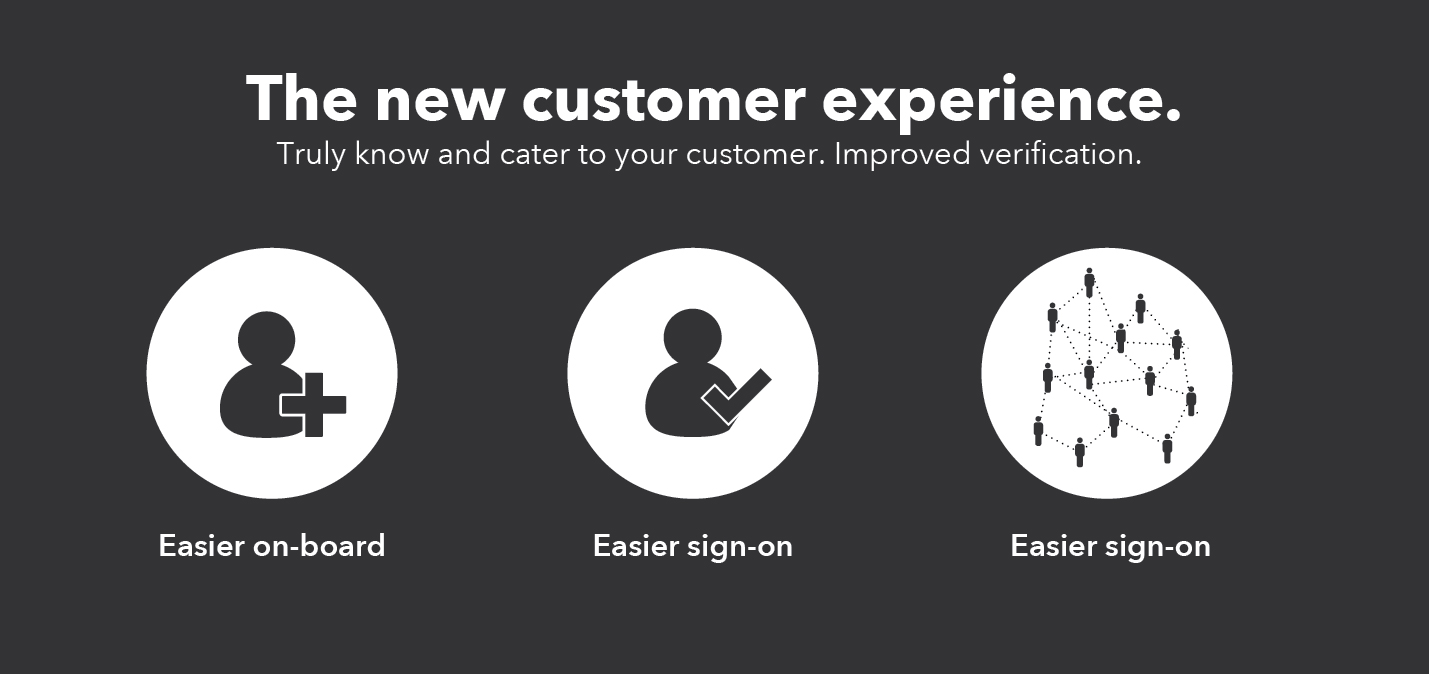 The new customer experience.
Truly know and cater to your customer. Improved verification.
Easier on-board
Easier sign-on
Easier sign-on